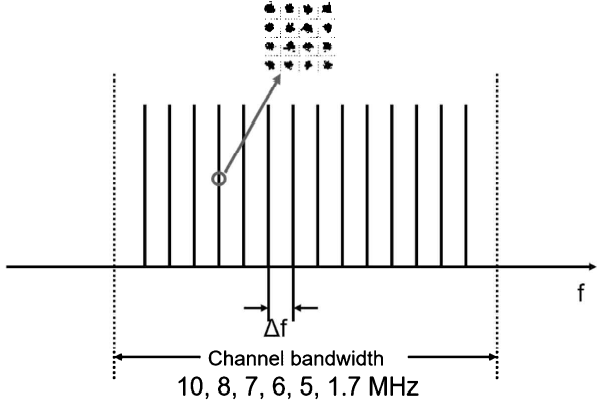 f
Δf
Channel bandwidth
10, 8, 7, 6, 5, 1.7 MHz